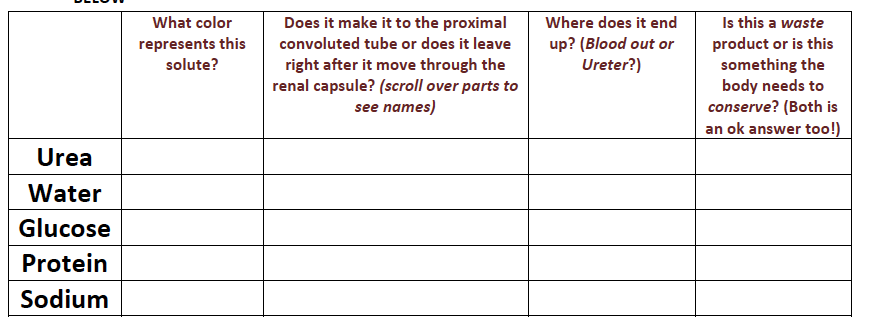 BELOW
What color
represents this
solute?
Does it make it to the proximal
convoluted tube or does it leave
right after it move through the
renal capsule? (scroll over parts to
see names)
Where does it end
up? (Blood out or
Ureter?)
Is this a waste
product or is this
something the
body needs to
conserve? (Both is
an ok answer too!)
Urea
Water
Glucose
Protein
Sodium